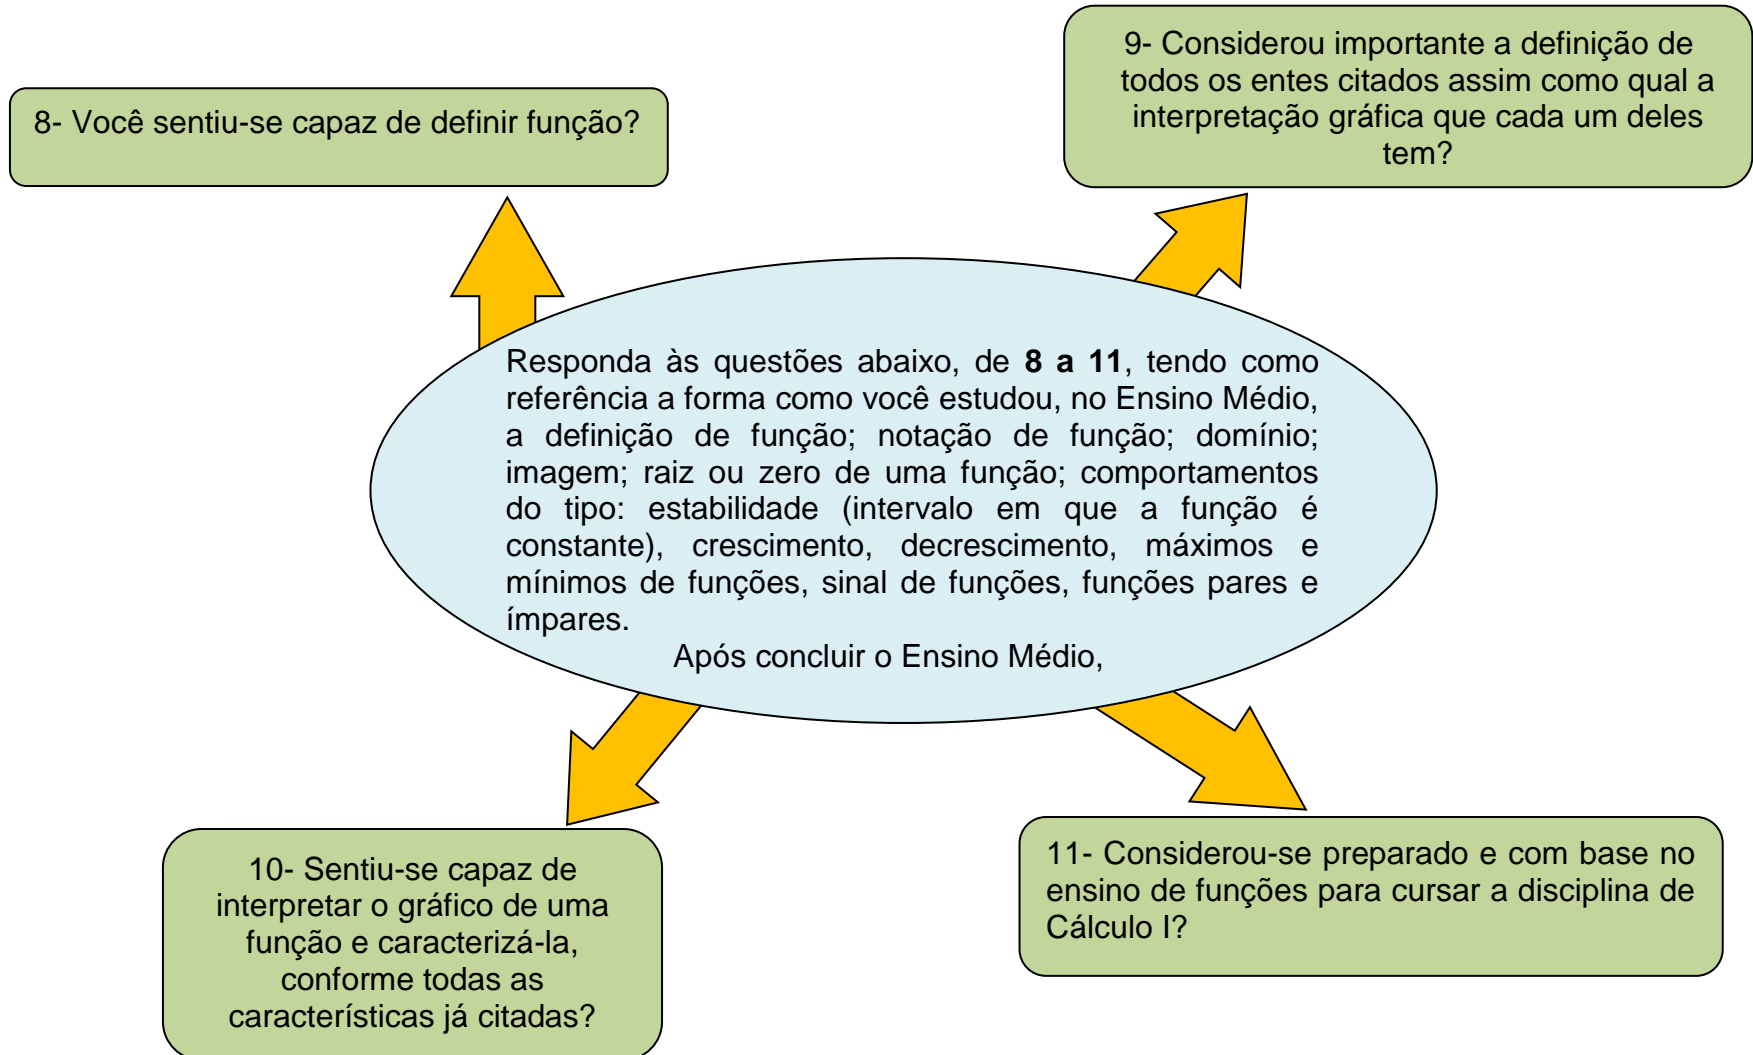 8- Você sentiu-se capaz de definir função?
9- Considerou importante a definição de
todos os entes citados assim como qual a
interpretação gráfica que cada um deles
tem?
Responda às questões abaixo, de 8 a 11, tendo como
referência a forma como você estudou, no Ensino Médio,
a definição de função; notação de função; domínio;
imagem; raiz ou zero de uma função; comportamentos
do tipo: estabilidade (intervalo em que a função é
constante), crescimento, decrescimento, máximos e
mínimos de funções, sinal de funções, funções pares e
ímpares.
Após concluir o Ensino Médio,
10- Sentiu-se capaz de
interpretar o gráfico de uma
função e caracterizá-la,
conforme todas as
características já citadas?
11- Considerou-se preparado e com base no
ensino de funções para cursar a disciplina de
Cálculo I?